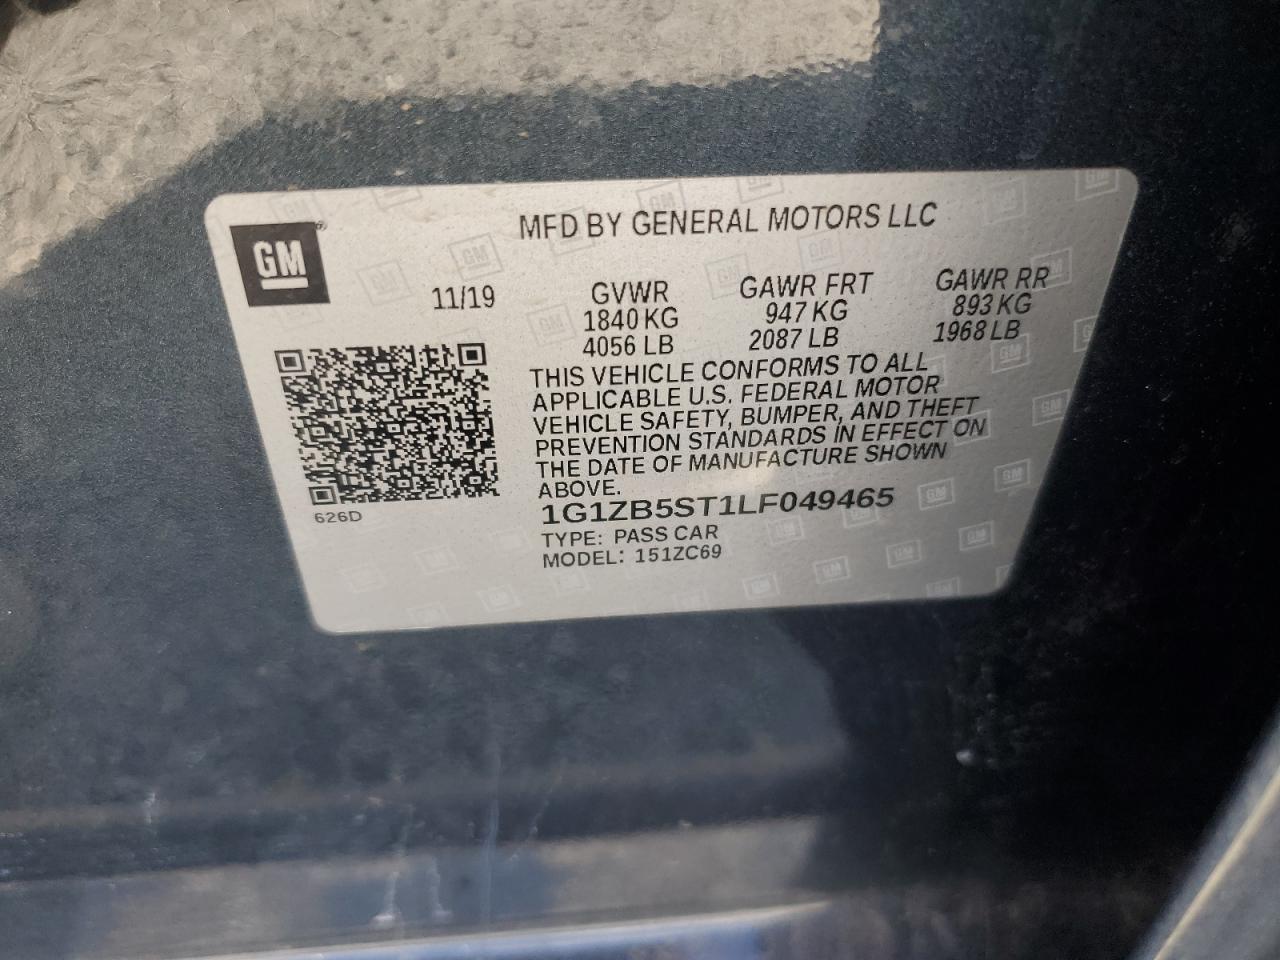 GM
MFD BY GENERAL MOTORS LLC
11/19
GVWR GAWR FRT GAWR RR
1840 KG 947 KG 893 KG
4056 LB 2087 LB 1968 LB
THIS VEHICLE CONFORMS TO ALL
APPLICABLE U.S. FEDERAL MOTOR
VEHICLE SAFETY, BUMPER, AND THEFT
PREVENTION STANDARDS IN EFFECT ON
THE DATE OF MANUFACTURE SHOWN
ABOVE.
626D
1G1ZB5ST1LF049465
TYPE: PASS CAR
MODEL: 151ZC69